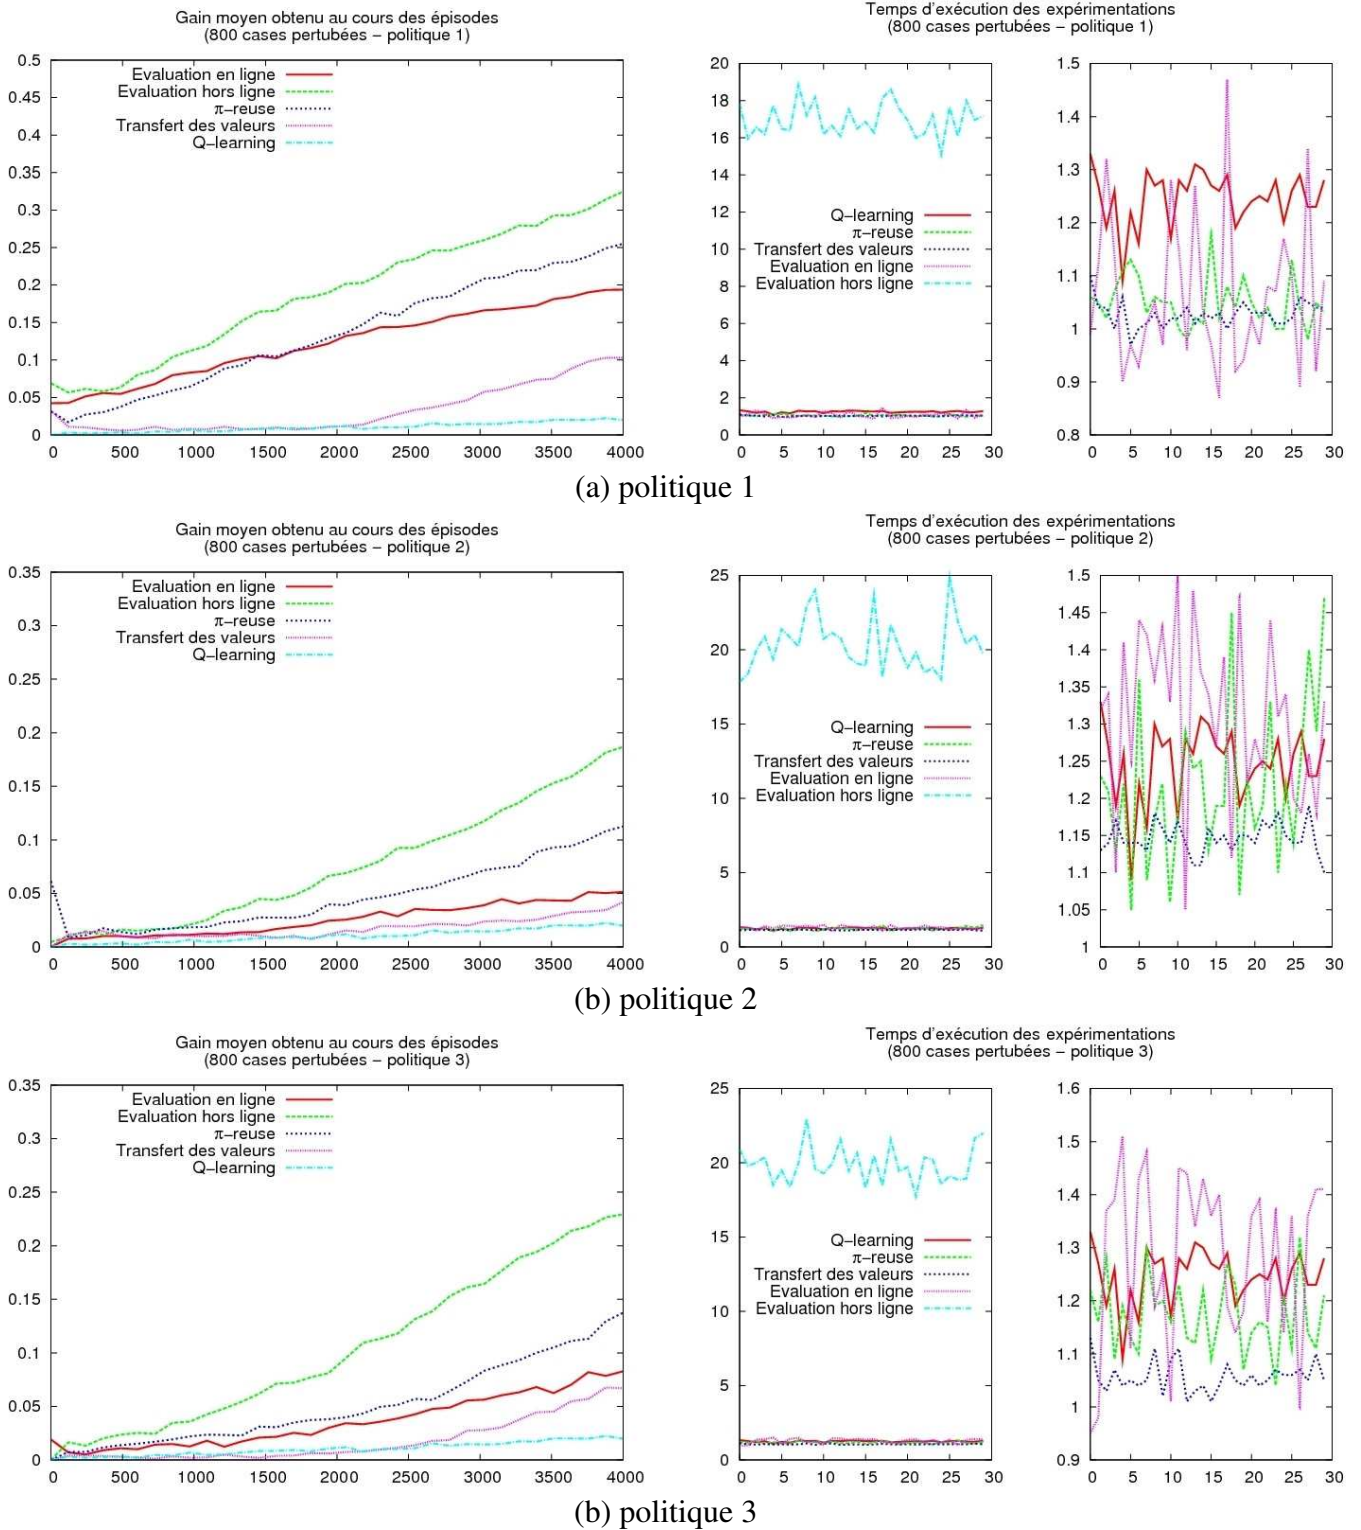 Gain moyen obtenu au cours des épisodes
(800 cases pertubées – politique 1)
0.5
0.45
0.4
0.35
0.3
0.25
0.2
0.15
0.1
0.05
0
Evaluation en ligne
Evaluation hors ligne
π–reuse
Transfert des valeurs
Q–learning
0 500 1000 1500 2000 2500 3000 3500 4000
Temps d'exécution des expérimentations
(800 cases pertubées – politique 1)
20
18
16
14
12
10
8
6
4
2
0
Q–learning
π–reuse
Transfert des valeurs
Evaluation en ligne
Evaluation hors ligne
0 5 10 15 20 25 30
1.5
1.4
1.3
1.2
1.1
1
0.9
0.8
0 5 10 15 20 25 30
(a) politique 1
Gain moyen obtenu au cours des épisodes
(800 cases pertubées – politique 2)
0.35
0.3
0.25
0.2
0.15
0.1
0.05
0
Evaluation en ligne
Evaluation hors ligne
π–reuse
Transfert des valeurs
Q–learning
0 500 1000 1500 2000 2500 3000 3500 4000
Temps d'exécution des expérimentations
(800 cases pertubées – politique 2)
25
20
15
10
5
0
Q–learning
π–reuse
Transfert des valeurs
Evaluation en ligne
Evaluation hors ligne
0 5 10 15 20 25 30
1.5
1.45
1.4
1.35
1.3
1.25
1.2
1.15
1.1
1.05
1
0 5 10 15 20 25 30
(b) politique 2
Gain moyen obtenu au cours des épisodes
(800 cases pertubées – politique 3)
0.35
0.3
0.25
0.2
0.15
0.1
0.05
0
Evaluation en ligne
Evaluation hors ligne
π–reuse
Transfert des valeurs
Q–learning
0 500 1000 1500 2000 2500 3000 3500 4000
Temps d'exécution des expérimentations
(800 cases pertubées – politique 3)
25
20
15
10
5
0
Q–learning
π–reuse
Transfert des valeurs
Evaluation en ligne
Evaluation hors ligne
0 5 10 15 20 25 30
1.6
1.5
1.4
1.3
1.2
1.1
1
0.9
0 5 10 15 20 25 30
(b) politique 3